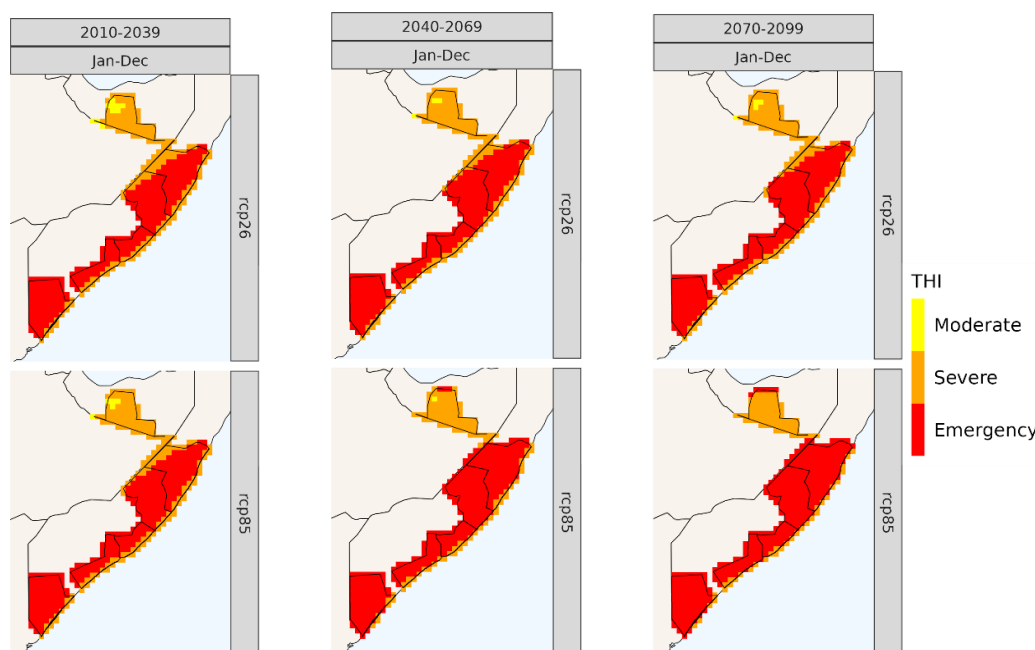 2010-2039
Jan-Dec
rcp26
2040-2069
Jan-Dec
rcp26
2070-2099
Jan-Dec
rcp26
rcp85
rcp85
rcp85
THI
Moderate
Severe
Emergency